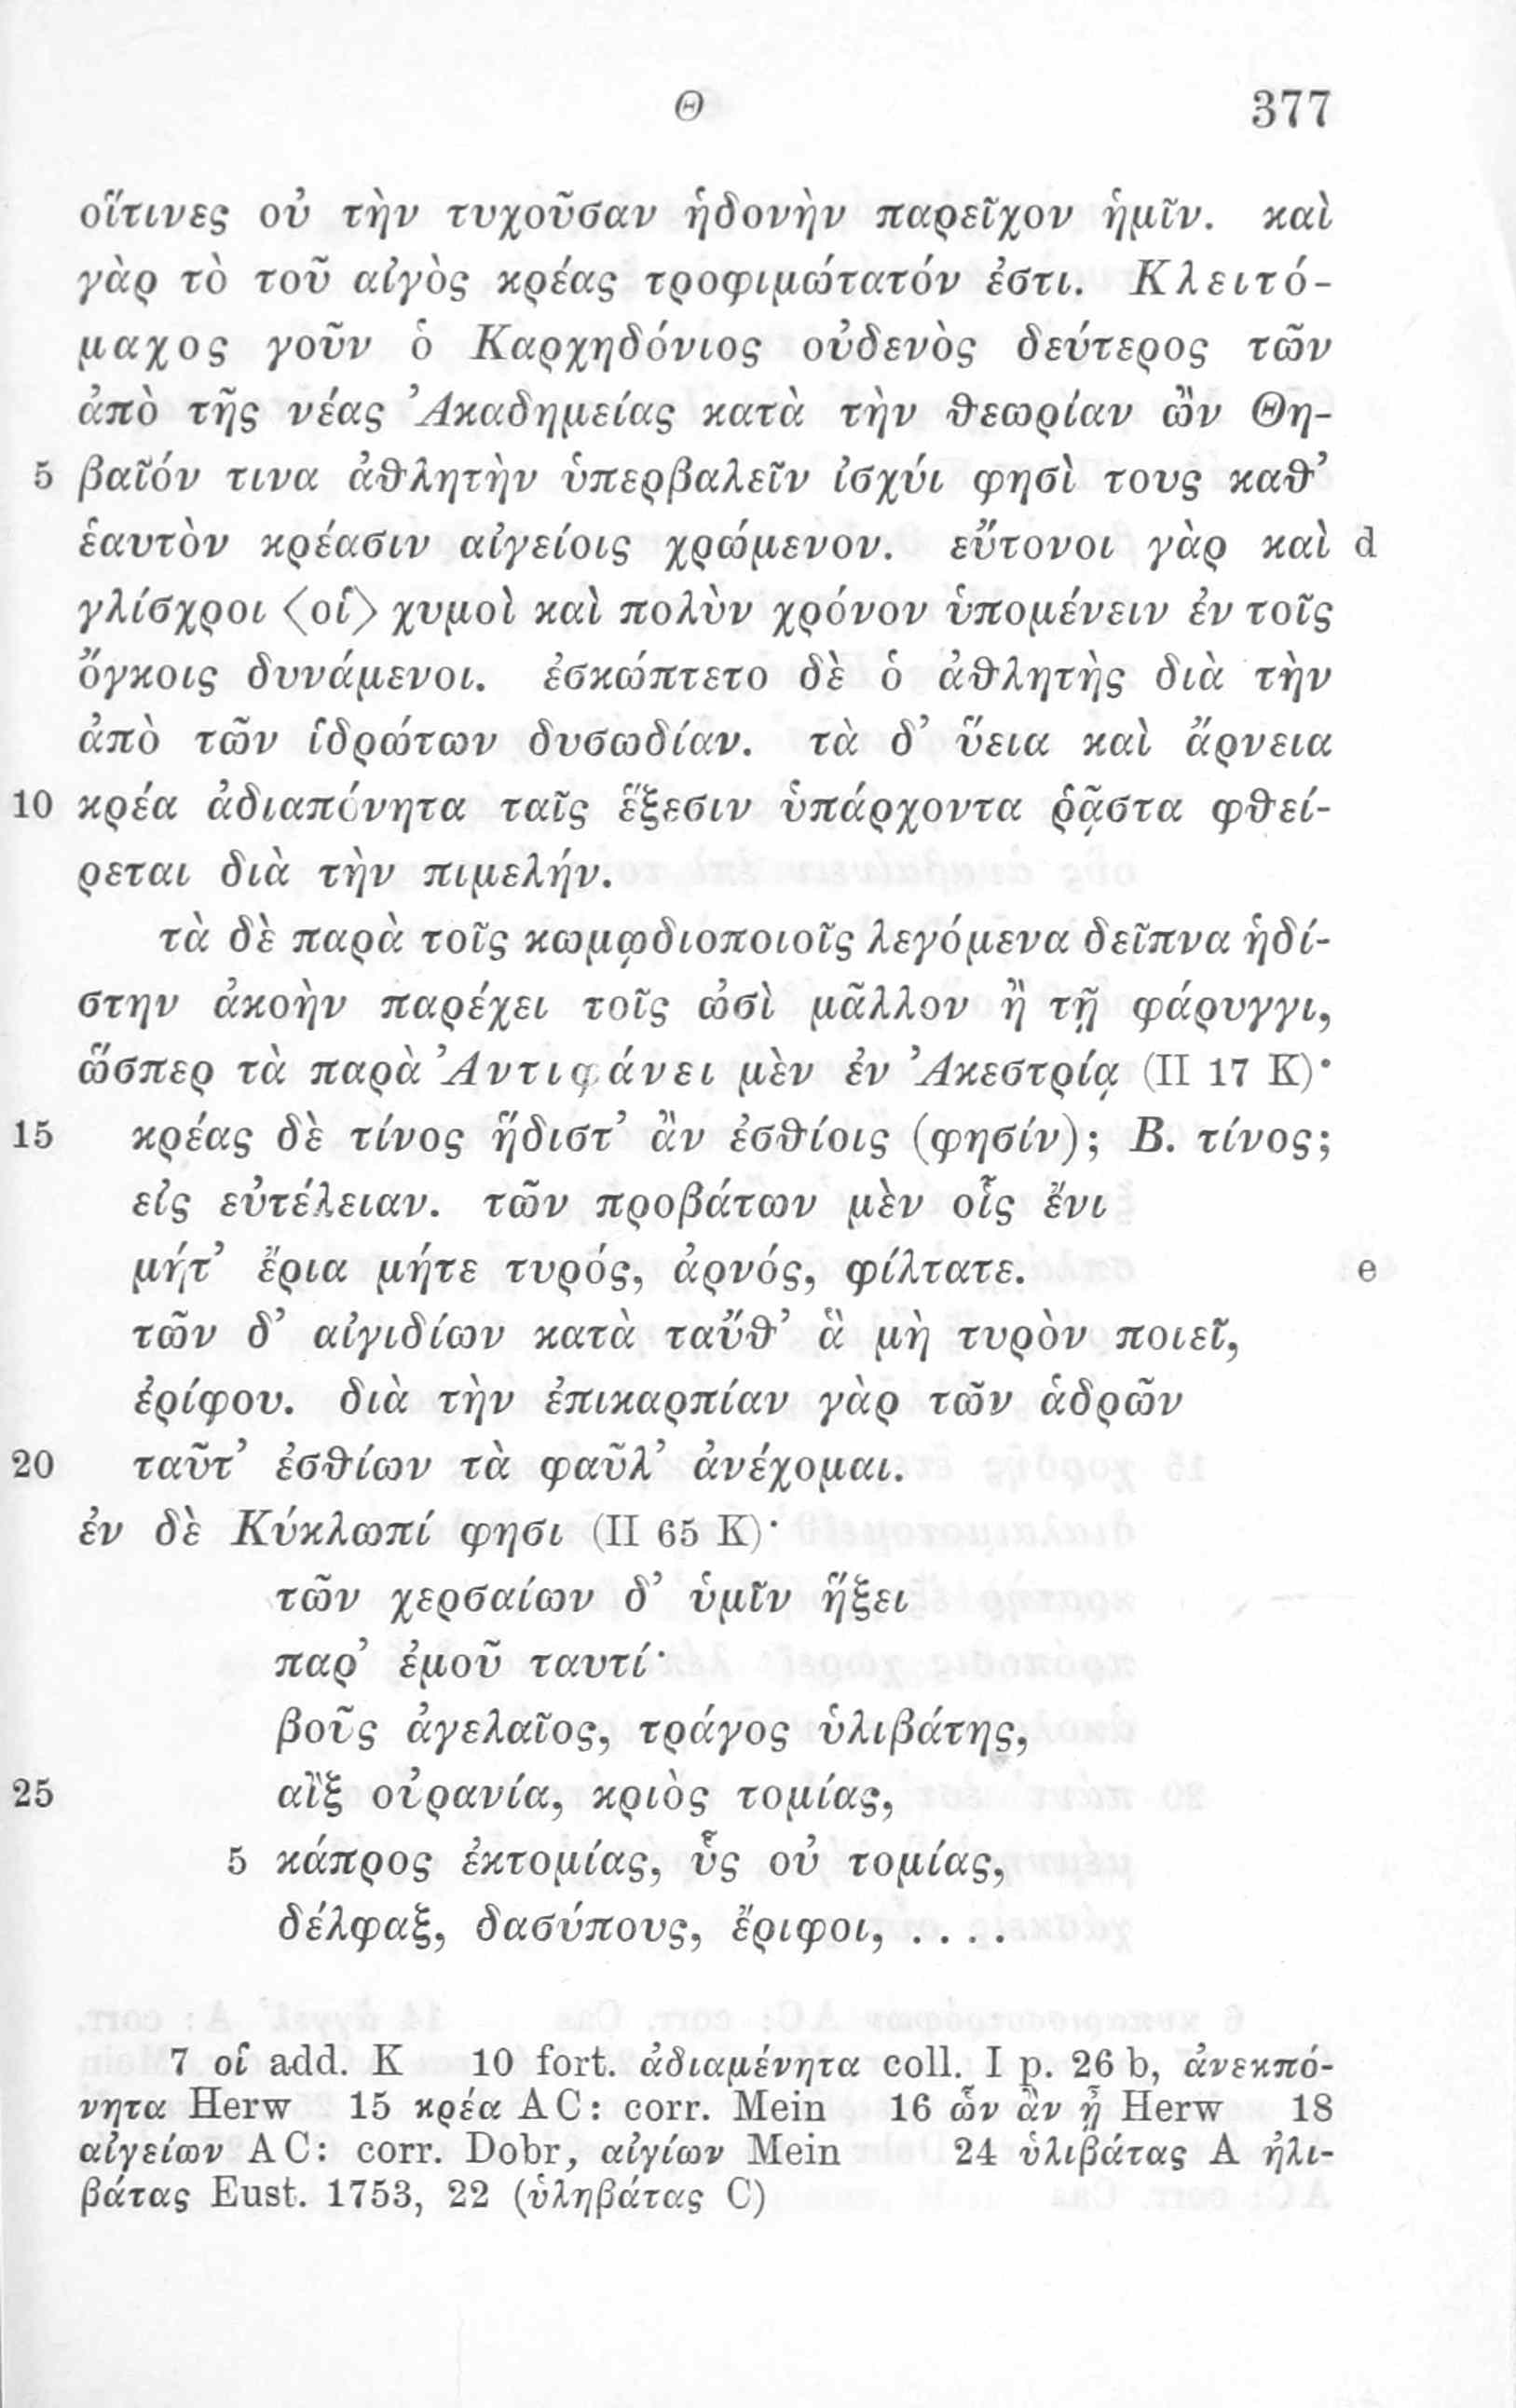 Θ 377
οἵτινες οὐ τὴν τυχοῦσαν ἡδονὴν παρεῖχον ἡμῖν. καὶ
γὰρ τὸ τοῦ αἰγὸς κρέας τροφιμώτατόν ἐστι. Κλειτό-
μαχος γοῦν ὁ Καρχηδόνιος οὐδενὸς δεύτερος τῶν
ἀπὸ τῆς νέας Ἀκαδημείας κατὰ τὴν θεωρίαν ὢν Θη-
5 βαῖόν τινα ἀθλητὴν ὑπερβαλεῖν ἰσχύι φησὶ τους καθ’
ἑαυτὸν κρέασιν αἰγείοις χρώμενον. εὔτονοι γὰρ καὶ d
γλίσχροι <οἱ> χυμοὶ καὶ πολὺν χρόνον ὑπομένειν ἐν τοῖς
ὄγκοις δυνάμενοι. ἐσκώπτετο δὲ ὁ ἀθλητὴς διὰ τὴν
ἀπὸ τῶν ἱδρώτων δυσωδίαν. τὰ δ’ ὕεια καὶ ἄρνεια
10 κρέα ἀδιαπόνητα ταῖς ἕξεσιν ὑπάρχοντα ῥᾷστα φθεί-
ρεται διὰ τὴν πιμελήν.
τὰ δὲ παρὰ τοῖς κωμῳδιοποιοῖς λεγόμενα δεῖπνα ἡδί-
στην ἀκοὴν παρέχει τοῖς ὠσὶ μᾶλλον ἢ τῇ φάρυγγι,
ὥσπερ τὰ παρὰ Ἀντιφάνει μὲν ἐν Ἀκεστρίᾳ (II 17 K)·
15 κρέας δὲ τίνος ἥδιστ’ ἂν ἐσθίοις (φησίν); Β. τίνος;
εἰς εὐτέλειαν. τῶν προβάτων μὲν οἷς ἔνι
μήτ’ ἔρια μήτε τυρός, ἀρνός, φίλτατε. e
τῶν δ’ αἰγιδίων κατὰ ταὔθ’ ἃ μὴ τυρὸν ποιεῖ,
ἐρίφου. διὰ τὴν ἐπικαρπίαν γὰρ τῶν ἁδρῶν
20 ταῦτ’ ἐσθίων τὰ φαῦλ’ ἀνέχομαι.
ἐν δὲ Κύκλωπί φησι (II 65 K)·
τῶν χερσαίων δ’ ὑμῖν ἥξει
παρ’ ἐμοῦ ταυτί·
βοῦς ἀγελαῖος, τράγος ὑλιβάτης,
25 αἲξ οὐρανία, κριὸς τομίας,
5 κάπρος ἐκτομίας, ὗς οὐ τομίας,
δέλφαξ, δασύπους, ἔριφοι, . . . .
7 οἱ add. K 10 fort. ἀδιαμένητα coll. I p. 26 b, ἀνεκπό-
νητα Herw 15 κρέα AC: corr. Mein 16 ὧν ἂν ᾖ Herw 18
αἰγείων AC: corr. Dobr, αἰγίων Mein 24 ὑλιβάτας A ἠλι-
βάτας Eust. 1753, 22 (ὑληβάτας C)